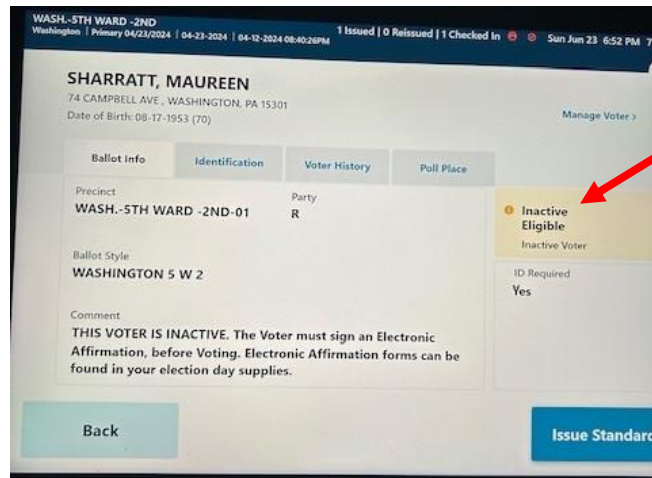 WASH.-5TH WARD -2ND
Washington | Primary 04/23/2024 | 04-23-2024 | 04-12-2024 08:40:26PM 1 Issued | 0 Reissued | 1 Checked In Sun Jun 23 6:52 PM 7
SHARRATT, MAUREEN
74 CAMPBELL AVE , WASHINGTON, PA 15301
Date of Birth: 08-17-1953 (70)
Manage Voter >
Ballot Info Identification Voter History Poll Place
Precinct Party
WASH.-5TH WARD -2ND-01 R
Inactive
Eligible
Inactive Voter
Ballot Style
WASHINGTON 5 W 2
ID Required
Yes
Comment
THIS VOTER IS INACTIVE. The Voter must sign an Electronic
Affirmation, before Voting. Electronic Affirmation forms can be
found in your election day supplies.
Back Issue Standard